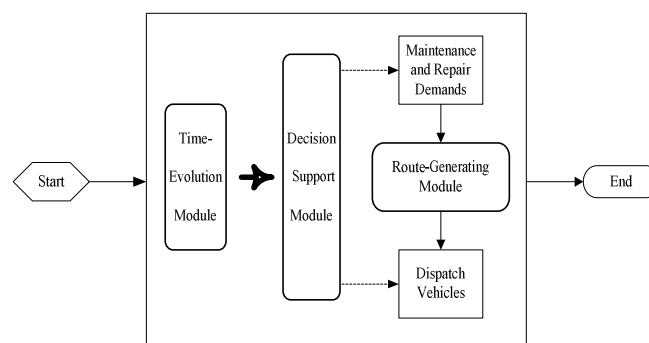 Start
Time-
Evolution
Module
Decision
Support
Module
Maintenance
and Repair
Demands
Route-Generating
Module
Dispatch
Vehicles
End